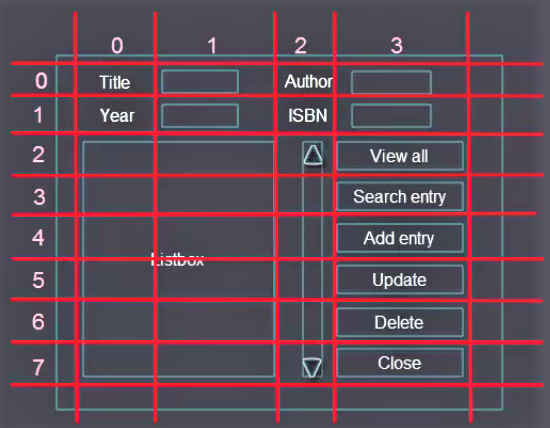 0 1 2 3
0 Title Author
1 Year ISBN
2 View all
3 Search entry
4 Add entry
Listbox
5 Update
6 Delete
7 Close